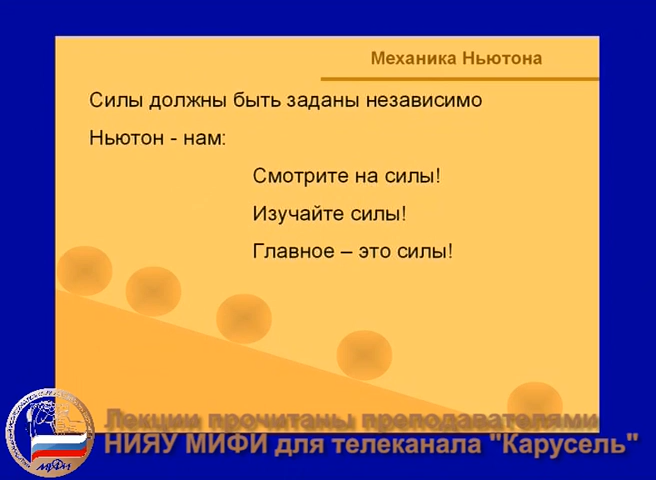 Механика Ньютона
Силы должны быть заданы независимо
Ньютон - нам:
Смотрите на силы!
Изучайте силы!
Главное – это силы!
Лекции прочитаны преподавателями
НИЯУ МИФИ для телеканала "Карусель"
МИФИ